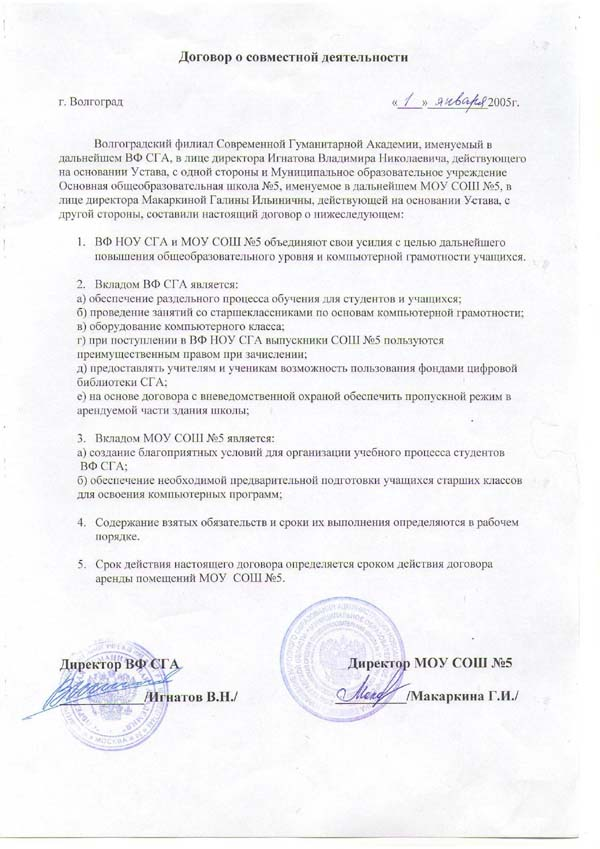 Договор о совместной деятельности
г. Волгоград «1» января 2005г.
Волгоградский филиал Современной Гуманитарной Академии, именуемый в
дальнейшем ВФ СГА, в лице директора Игнатова Владимира Николаевича, действующего
на основании Устава, с одной стороны и Муниципальное образовательное учреждение
Основная общеобразовательная школа №5, именуемое в дальнейшем МОУ СОШ №5, в
лице директора Макаркиной Галины Ильиничны, действующей на основании Устава, с
другой стороны, составили настоящий договор о нижеследующем:
1. ВФ НОУ СГА и МОУ СОШ №5 объединяют свои усилия с целью дальнейшего
повышения общеобразовательного уровня и компьютерной грамотности учащихся.
2. Вкладом ВФ СГА является:
а) обеспечение раздельного процесса обучения для студентов и учащихся;
б) проведение занятий со старшеклассниками по основам компьютерной грамотности;
в) оборудование компьютерного класса;
г) при поступлении в ВФ НОУ СГА выпускники СОШ №5 пользуются
преимущественным правом при зачислении;
д) предоставлять учителям и ученикам возможность пользования фондами цифровой
библиотеки СГА;
е) на основе договора с вневедомственной охраной обеспечить пропускной режим в
арендуемой части здания школы;
3. Вкладом МОУ СОШ №5 является:
а) создание благоприятных условий для организации учебного процесса студентов
ВФ СГА;
б) обеспечение необходимой предварительной подготовки учащихся старших классов
для освоения компьютерных программ;
4. Содержание взятых обязательств и сроки их выполнения определяются в рабочем
порядке.
5. Срок действия настоящего договора определяется сроком действия договора
аренды помещений МОУ СОШ №5.
Директор ВФ СГА Директор МОУ СОШ №5
/Игнатов В.Н./ /Макаркина Г.И./
МОСКВА